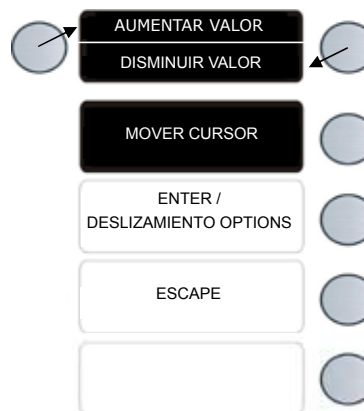 AUMENTAR VALOR
DISMINUIR VALOR
MOVER CURSOR
ENTER /
DESLIZAMIENTO OPTIONS
ESCAPE